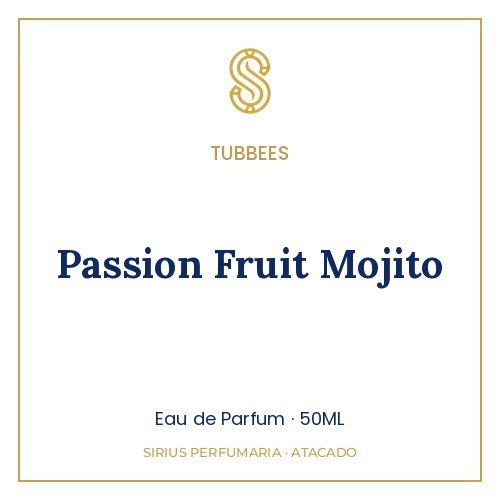 TUBBEES
Passion Fruit Mojito
Eau de Parfum · 50ML
SIRIUS PERFUMARIA · ATACADO